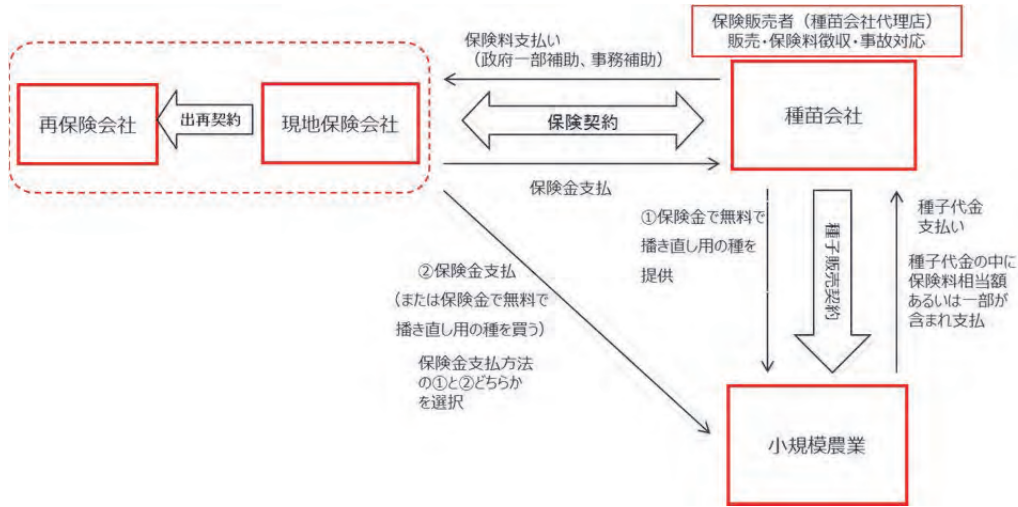 保険販売者（種苗会社代理店）
販売・保険料徴収・事故対応
保険料支払い
（政府一部補助、事務補助）
再保険会社
出再契約
現地保険会社
保険契約
種苗会社
保険金支払
①保険金で無料で
播き直し用の種を
提供
種子販売契約
種子代金
支払い
種子代金の中に
保険料相当額
あるいは一部が
含まれ支払
②保険金支払
（または保険金で無料で
播き直し用の種を買う）
保険金支払方法
の①と②どちらか
を選択
小規模農業